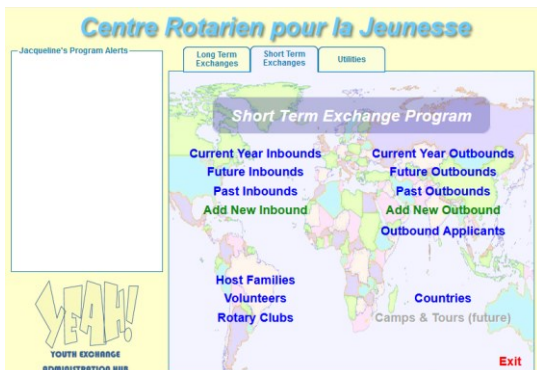 Centre Rotarien pour la Jeunesse
Jacqueline's Program Alerts
Long Term
Exchanges
Short Term
Exchanges
Utilities
Short Term Exchange Program
Current Year Inbounds
Future Inbounds
Past Inbounds
Add New Inbound
Current Year Outbounds
Future Outbounds
Past Outbounds
Add New Outbound
Outbound Applicants
Host Families
Volunteers
Rotary Clubs
Countries
Camps & Tours (future)
YEAH!
YOUTH EXCHANGE
ADMINISTRATION HUB
Exit